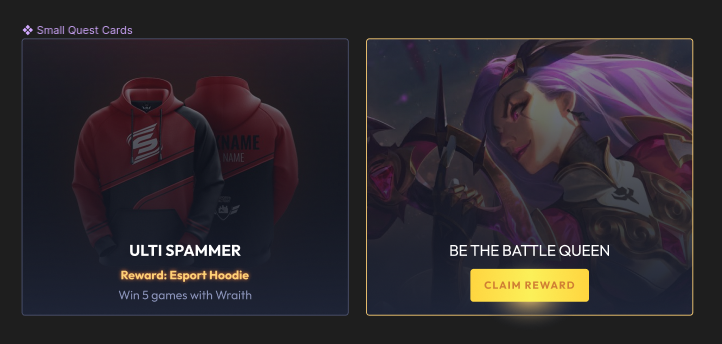 Small Quest Cards
NAME
ULTI SPAMMER
Reward: Esport Hoodie
Win 5 games with Wraith
BE THE BATTLE QUEEN
CLAIM REWARD